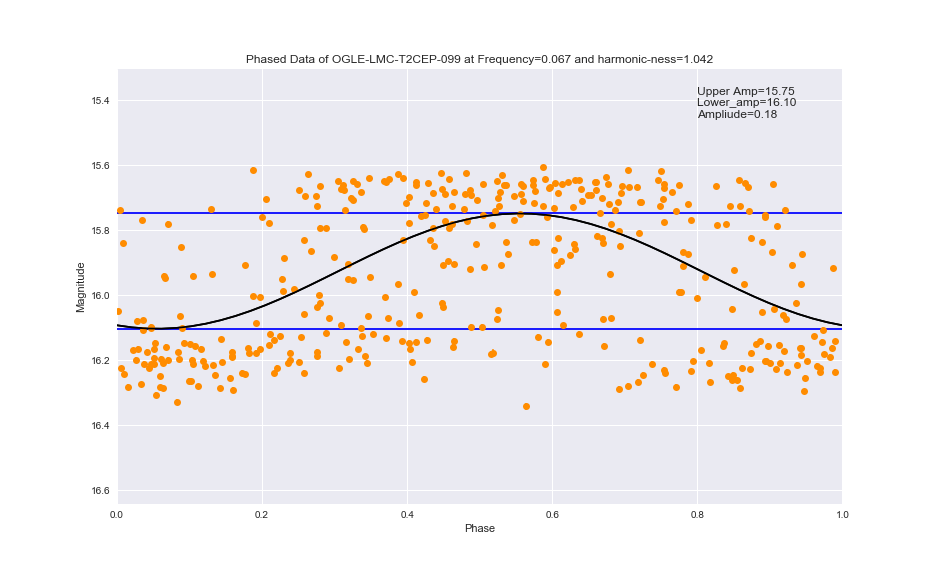 Phased Data of OGLE-LMC-T2CEP-099 at Frequency=0.067 and harmonic-ness=1.042
Upper Amp=15.75
Lower_amp=16.10
Ampliude=0.18
15.4
15.6
15.8
16.0
16.2
16.4
16.6
Magnitude
0.0
0.2
0.4
0.6
0.8
1.0
Phase